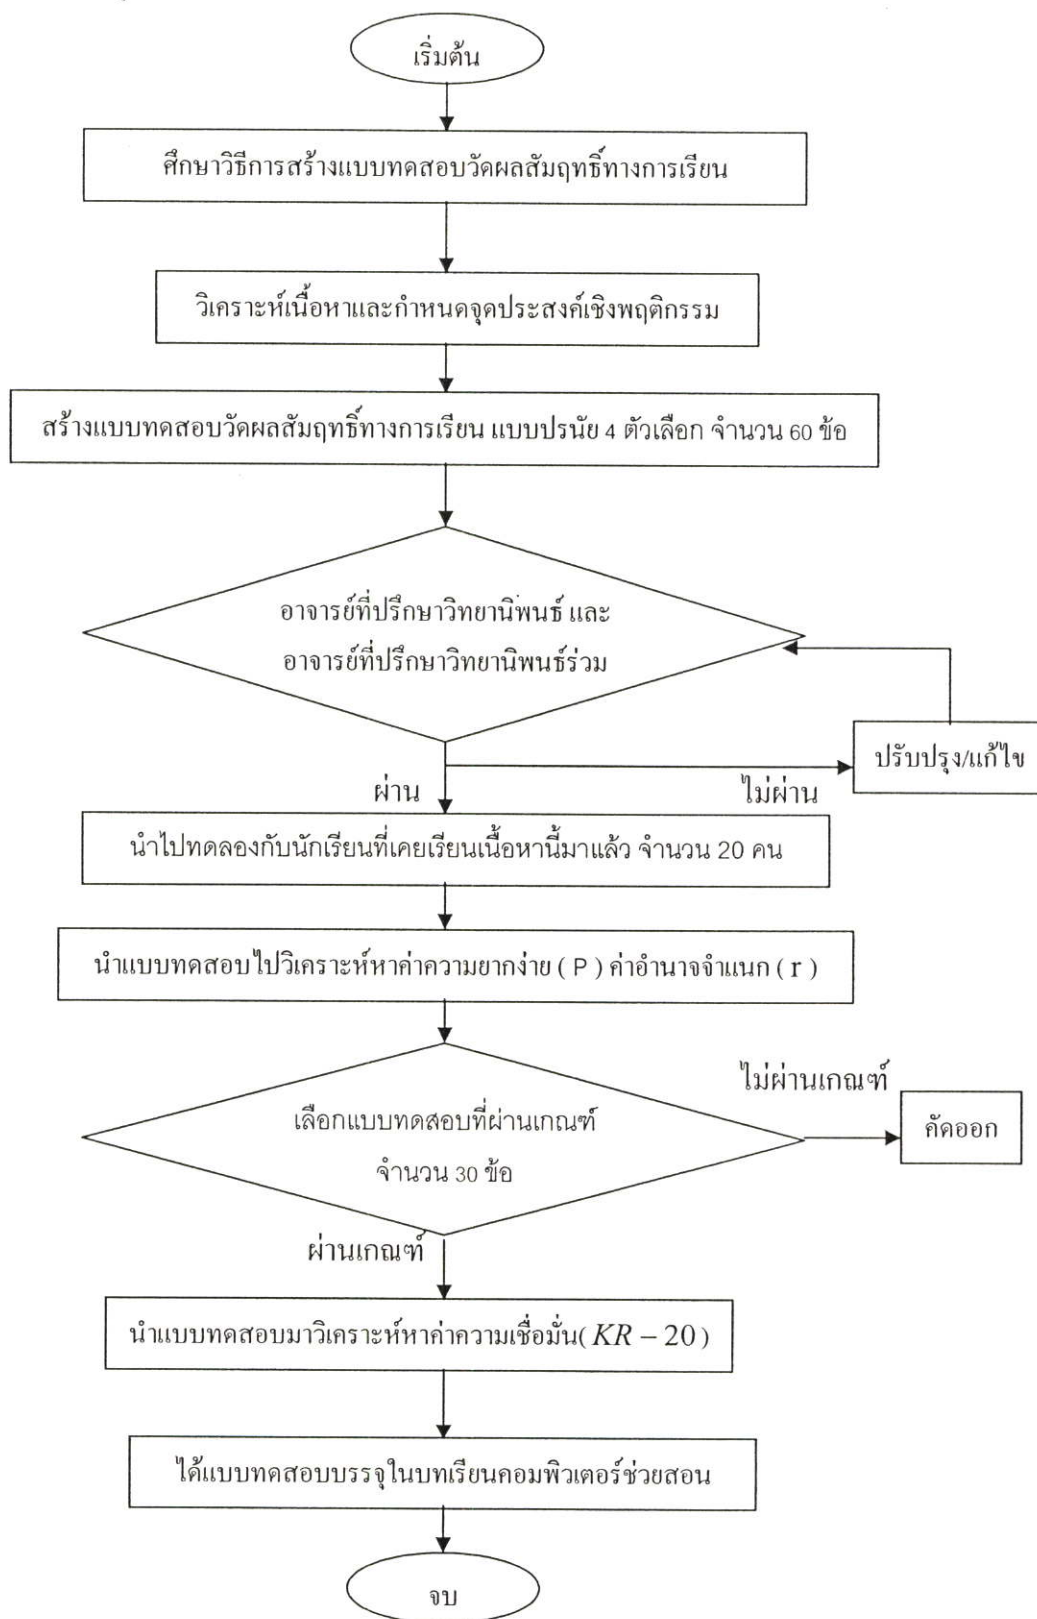 เริ่มต้น
ศึกษาวิธีการสร้างแบบทดสอบวัดผลสัมฤทธิ์ทางการเรียน
วิเคราะห์เนื้อหาและกำหนดจุดประสงค์เชิงพฤติกรรม
สร้างแบบทดสอบวัดผลสัมฤทธิ์ทางการเรียน แบบปรนัย 4 ตัวเลือก จำนวน 60 ข้อ
อาจารย์ที่ปรึกษาวิทยานิพนธ์ และ
อาจารย์ที่ปรึกษาวิทยานิพนธ์ร่วม
ปรับปรุง/แก้ไข
ผ่าน
ไม่ผ่าน
นำไปทดลองกับนักเรียนที่เคยเรียนเนื้อหานี้มาแล้ว จำนวน 20 คน
นำแบบทดสอบไปวิเคราะห์หาค่าความยากง่าย ( P ) ค่าอำนาจจำแนก ( r )
ไม่ผ่านเกณฑ์
เลือกแบบทดสอบที่ผ่านเกณฑ์
จำนวน 30 ข้อ
คัดออก
ผ่านเกณฑ์
นำแบบทดสอบมาวิเคราะห์หาค่าความเชื่อมั่น( KR – 20 )
ได้แบบทดสอบบรรจุในบทเรียนคอมพิวเตอร์ช่วยสอน
จบ